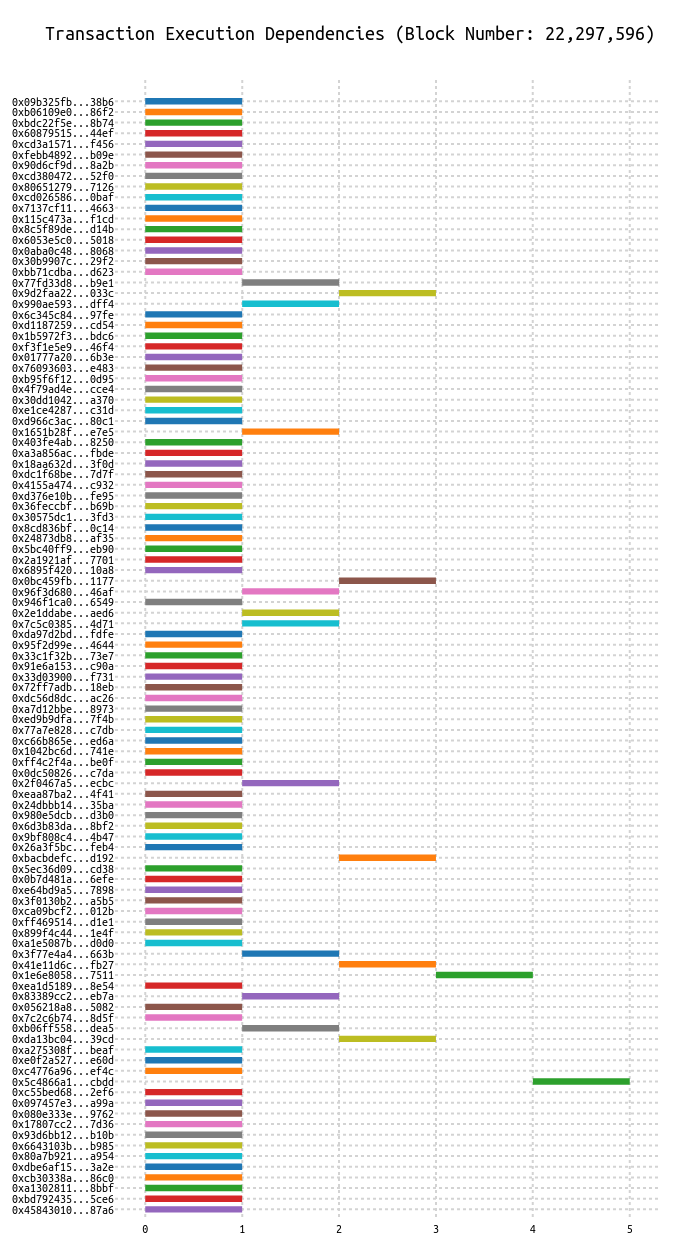 Transaction Execution Dependencies (Block Number: 22,297,596)
0x09b325fb...38b6
0xb06109e0...86f2
0xbdc22f5e...8b74
0x60879515...44ef
0xcd3a1571...f456
0xfebb4892...b09e
0x90d6cf9d...8a2b
0xcd380472...52f0
0x80651279...7126
0xcd026586...0baf
0x7137cf11...4663
0x115c473a...f1cd
0x8c5f89de...d14b
0x6053e5c0...5018
0x0aba0c48...8068
0x30b9907c...29f2
0xbb71cdba...d623
0x77fd33d8...b9e1
0x9d2faa22...033c
0x990ae593...dff4
0x6c345c84...97fe
0xd1187259...cd54
0x1b5972f3...bdc6
0xf3f1e5e9...46f4
0x01777a20...6b3e
0x76093603...e483
0xb95f6f12...0d95
0x4f79ad4e...cce4
0x30dd1042...a370
0xe1ce4287...c31d
0xd966c3ac...80c1
0x1651b28f...e7e5
0x403fe4ab...8250
0xa3a856ac...fbde
0x18aa632d...3f0d
0xdc1f68be...7d7f
0x4155a474...c932
0xd376e10b...fe95
0x36feccbf...b69b
0x30575dc1...3fd3
0x8cd836bf...0c14
0x24873db8...af35
0x5bc40ff9...eb90
0x2a1921af...7701
0x6895f420...10a8
0x0bc459fb...1177
0x96f3d680...46af
0x946f1ca0...6549
0x2e1ddabe...aed6
0x7c5c0385...4d71
0xda97d2bd...fdfe
0x95f2d99e...4644
0x33c1f32b...73e7
0x91e6a153...c90a
0x33d03900...f731
0x72ff7adb...18eb
0xdc56d8dc...ac26
0xa7d12bbe...8973
0xed9b9dfa...7f4b
0x77a7e828...c7db
0xc66b865e...ed6a
0x1042bc6d...741e
0xff4c2f4a...be0f
0x0dc50826...c7da
0x2f0467a5...ecbc
0xeaa87ba2...4f41
0x24dbbb14...35ba
0x980e5dcb...d3b0
0x6d3b83da...8bf2
0x9bf808c4...4b47
0x26a3f5bc...feb4
0xbacbdefc...d192
0x5ec36d09...cd38
0x0b7d481a...6efe
0xe64bd9a5...7898
0x3f0130b2...a5b5
0xca09bcf2...012b
0xff469514...d1e1
0x899f4c44...1e4f
0xa1e5087b...d0d0
0x3f77e4a4...663b
0x41e11d6c...fb27
0x1e6e8058...7511
0xea1d5189...8e54
0x83389cc2...eb7a
0x056218a8...5082
0x7c2c6b74...8d5f
0xb06ff558...dea5
0xda13bc04...39cd
0xa275308f...beaf
0xe0f2a527...e60d
0xc4776a96...ef4c
0x5c4866a1...cbdd
0xc55bed68...2ef6
0x097457e3...a99a
0x080e333e...9762
0x17807cc2...7d36
0x93d6bb12...b10b
0x6643103b...b985
0x80a7b921...a954
0xdbe6af15...3a2e
0xcb30338a...86c0
0xa1302811...8bbf
0xbd792435...5ce6
0x45843010...87a6
0 1 2 3 4 5